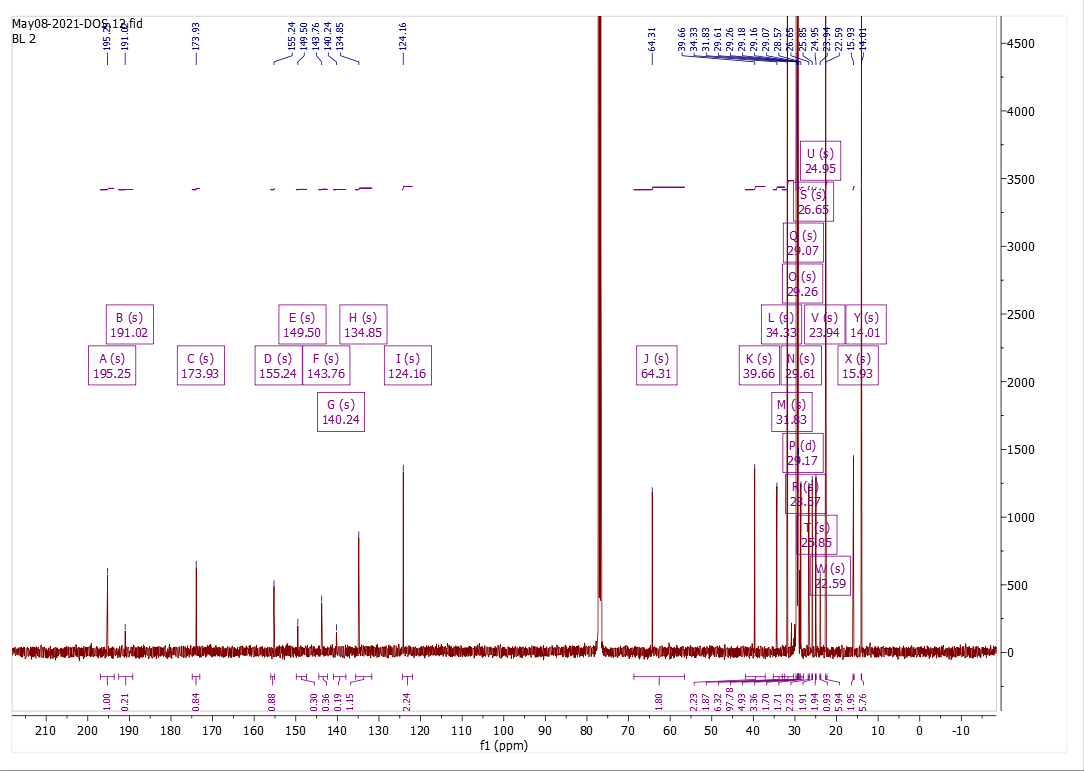 May08-2021-DOS.12.fid
BL 2
195.25
191.02
173.93
155.24
149.50
143.76
140.24
134.85
124.16
64.31
39.66
34.33
31.83
29.61
29.26
29.18
29.16
29.07
28.57
26.65
25.85
24.95
23.94
22.59
15.93
14.01
U (s)
24.95
S (s)
26.65
Q (s)
29.07
O (s)
29.26
B (s)
191.02
E (s)
149.50
H (s)
134.85
L (s)
34.33
V (s)
23.94
Y (s)
14.01
A (s)
195.25
C (s)
173.93
D (s)
155.24
F (s)
143.76
I (s)
124.16
J (s)
64.31
K (s)
39.66
N (s)
29.61
X (s)
15.93
G (s)
140.24
M (s)
31.83
P (d)
29.17
R (s)
28.57
T (s)
25.85
W (s)
22.59
4500
4000
3500
3000
2500
2000
1500
1000
500
0
1.00
0.21
0.84
0.88
0.30
0.36
0.19
1.15
2.24
1.80
2.23
1.87
6.32
97.78
4.93
3.36
1.70
1.71
2.23
1.91
1.94
0.93
5.94
1.95
5.76
210 200 190 180 170 160 150 140 130 120 110 100 90 80 70 60 50 40 30 20 10 0 -10
f1 (ppm)